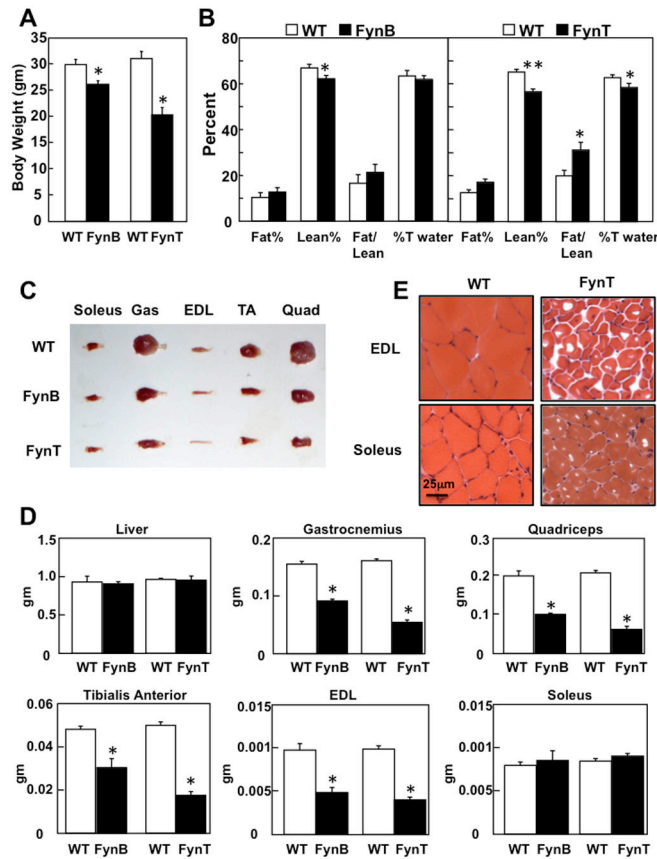 A
Body Weight (gm)
35
30
25
20
15
10
5
0
*
*
WT FynB
WT FynT
B
WT FynB
WT FynT
Percent
80
60
40
20
0
*
**
*
*
Fat%
Lean%
Fat/
Lean
%T water
Fat%
Lean%
Fat/
Lean
%T water
C
Soleus Gas EDL TA Quad
WT
FynB
FynT
E
WT
FynT
EDL
Soleus
25µm
D
Liver
gm
1.5
1.0
0.5
0
WT FynB
WT FynT
Gastrocnemius
gm
0.2
0.1
0
*
*
WT FynB
WT FynT
Quadriceps
gm
0.3
0.2
0.1
0
*
*
WT FynB
WT FynT
Tibialis Anterior
gm
0.06
0.04
0.02
0
*
*
WT FynB
WT FynT
EDL
gm
0.015
0.001
0.005
0
*
*
WT FynB
WT FynT
Soleus
gm
0.015
0.001
0.005
0
WT FynB
WT FynT